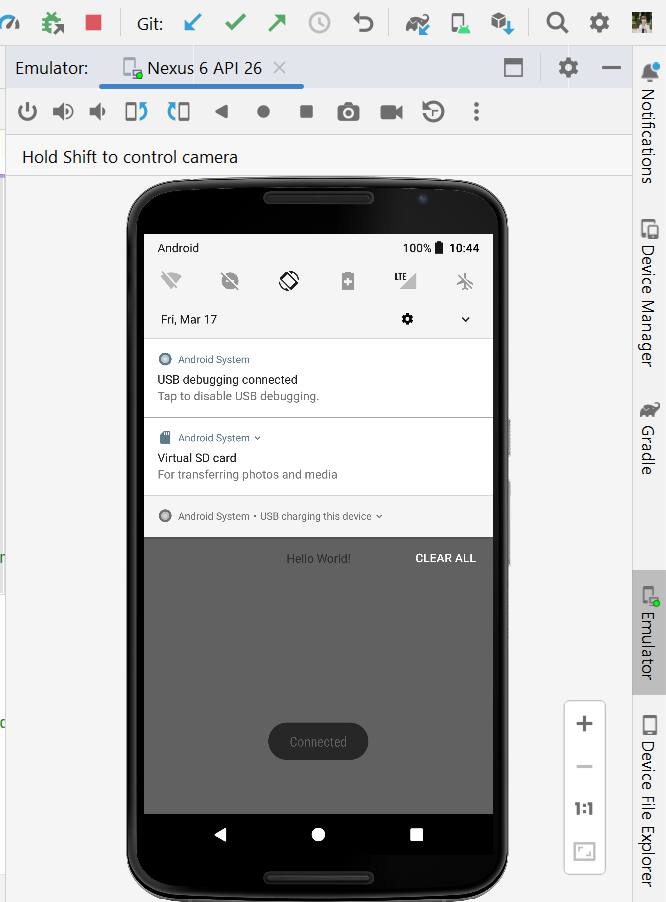 Git:
Emulator:
Nexus 6 API 26
Hold Shift to control camera
Android
100%
10:44
LTE
Fri, Mar 17
Android System
USB debugging connected
Tap to disable USB debugging.
Android System
Virtual SD card
For transferring photos and media
Android System • USB charging this device
Hello World!
CLEAR ALL
Connected
1:1
Notifications
Device Manager
Gradle
Emulator
Device File Explorer